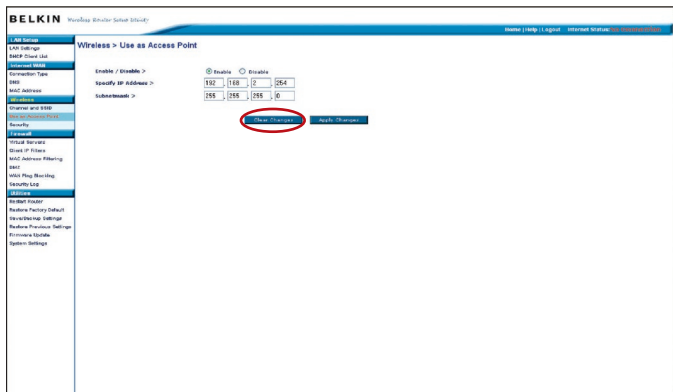 BELKIN Wireless Router Setup Utility
Home | Help | Logout Internet Status:
LAN Setup
LAN Settings
DHCP Client List
Internet WAN
Connection Type
DNS
MAC Address
Wireless
Channel and SSID
Use as Access Point
Security
Firewall
Virtual Servers
Client IP Filters
MAC Address Filtering
DMZ
WAN Ping Blocking
Security Log
Utilities
Restart Router
Restore Factory Default
Save/Backup Settings
Restore Previous Settings
Firmware Update
System Settings
Wireless > Use as Access Point
Enable / Disable > Enable Disable
Specify IP Address > 192 . 168 . 2 . 254
Subnetmask > 255 . 255 . 255 . 0
Clear Changes Apply Changes